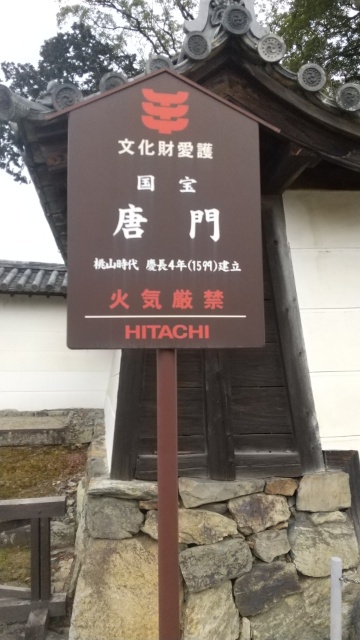 文化財愛護
国宝
唐門
桃山時代 慶長4年(1599)建立
火気厳禁
HITACHI